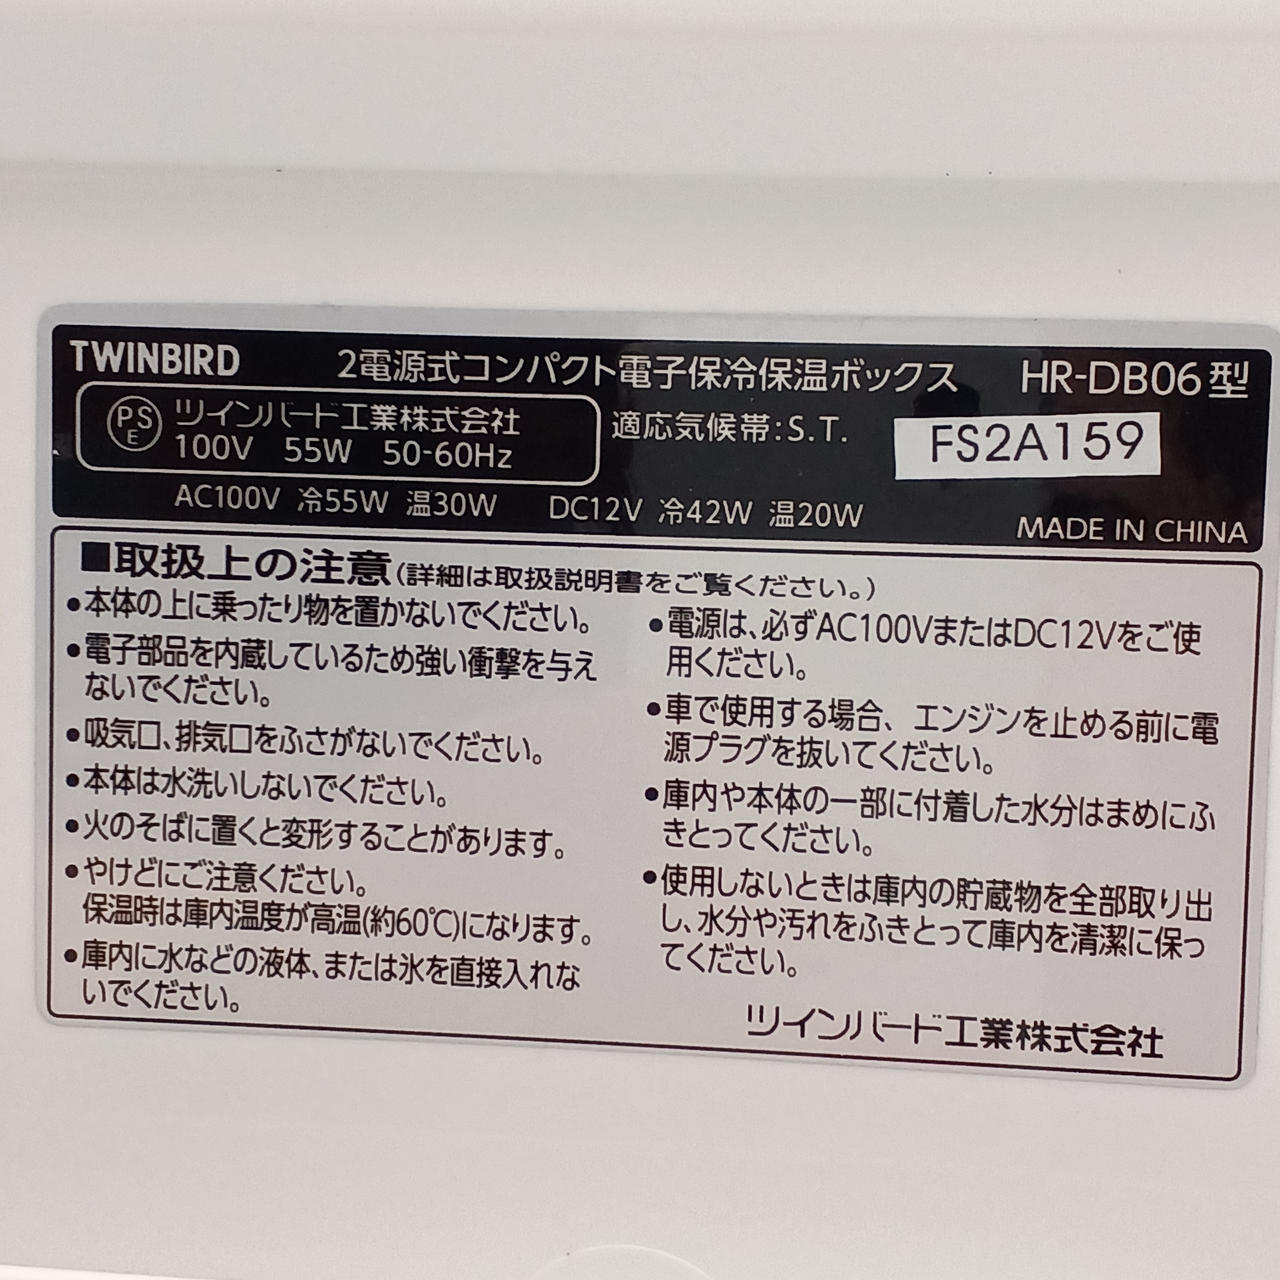 TWINBIRD 2電源式コンパクト電子保冷保温ボックス HR-DB06型
PS E ツインバード工業株式会社
100V 55W 50-60Hz
適応気候帯:S.T.
FS2A159
AC100V 冷55W 温30W DC12V 冷42W 温20W
MADE IN CHINA
■取扱上の注意(詳細は取扱説明書をご覧ください。)
●本体の上に乗ったり物を置かないでください。
●電子部品を内蔵しているため強い衝撃を与え
ないでください。
●吸気口、排気口をふさがないでください。
●本体は水洗いしないでください。
●火のそばに置くと変形することがあります。
●やけどにご注意ください。
保温時は庫内温度が高温(約60℃)になります。
●庫内に水などの液体、または氷を直接入れな
いでください。
●電源は、必ずAC100VまたはDC12Vをご使
用ください。
●車で使用する場合、エンジンを止める前に電
源プラグを抜いてください。
●庫内や本体の一部に付着した水分はまめにふ
きとってください。
●使用しないときは庫内の貯蔵物を全部取り出
し、水分や汚れをふきとって庫内を清潔に保っ
てください。
ツインバード工業株式会社